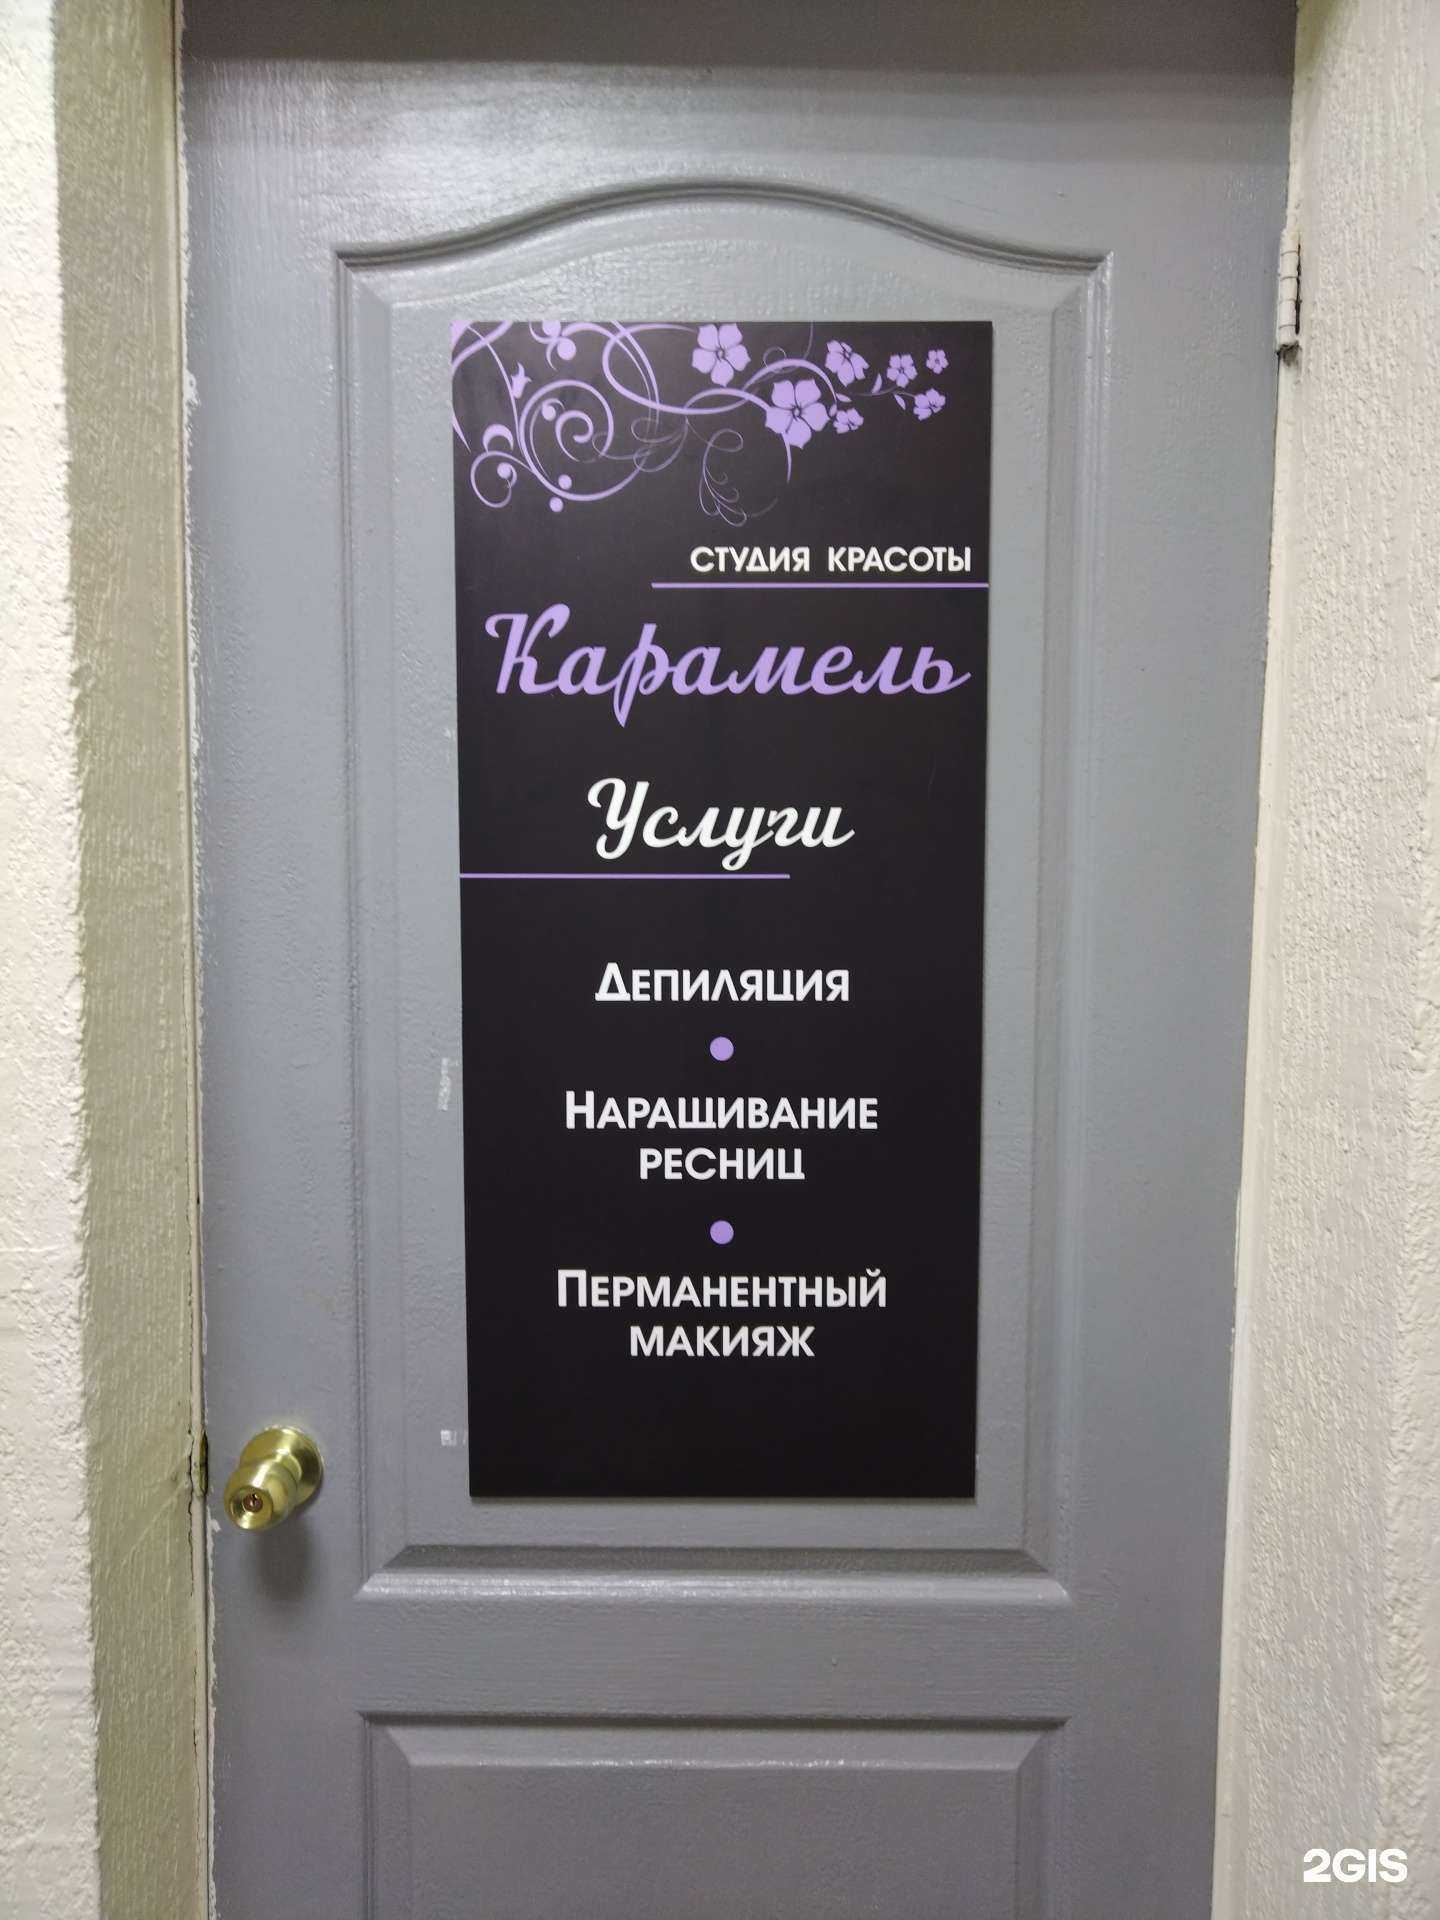 СТУДИЯ КРАСОТЫ
Карамель
Услуги
ДЕПИЛЯЦИЯ
НАРАЩИВАНИЕ
РЕСНИЦ
ПЕРМАНЕНТНЫЙ
МАКИЯЖ
2GIS